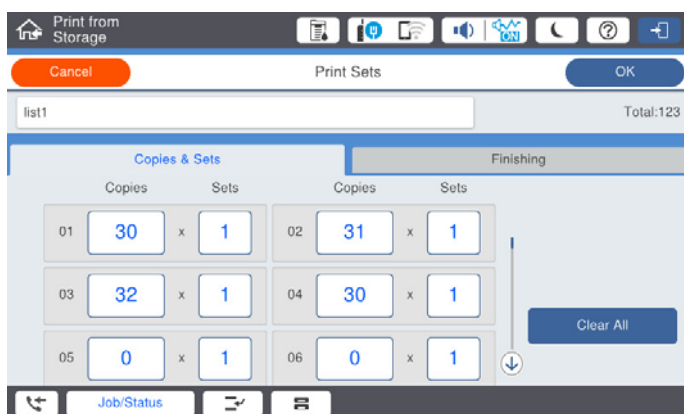 Print from
Storage
ON
Cancel
Print Sets
OK
list1
Total:123
Copies & Sets
Finishing
Copies Sets Copies Sets
01 30 x 1 02 31 x 1
03 32 x 1 04 30 x 1
Clear All
05 0 x 1 06 0 x 1
Job/Status